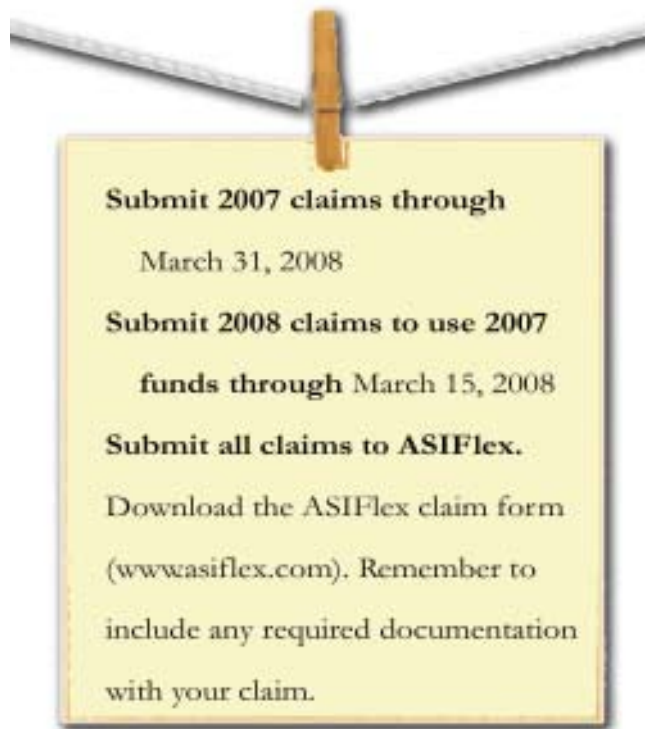 Submit 2007 claims through
March 31, 2008
Submit 2008 claims to use 2007
funds through March 15, 2008
Submit all claims to ASIFlex.
Download the ASIFlex claim form
(www.asiflex.com). Remember to
include any required documentation
with your claim.